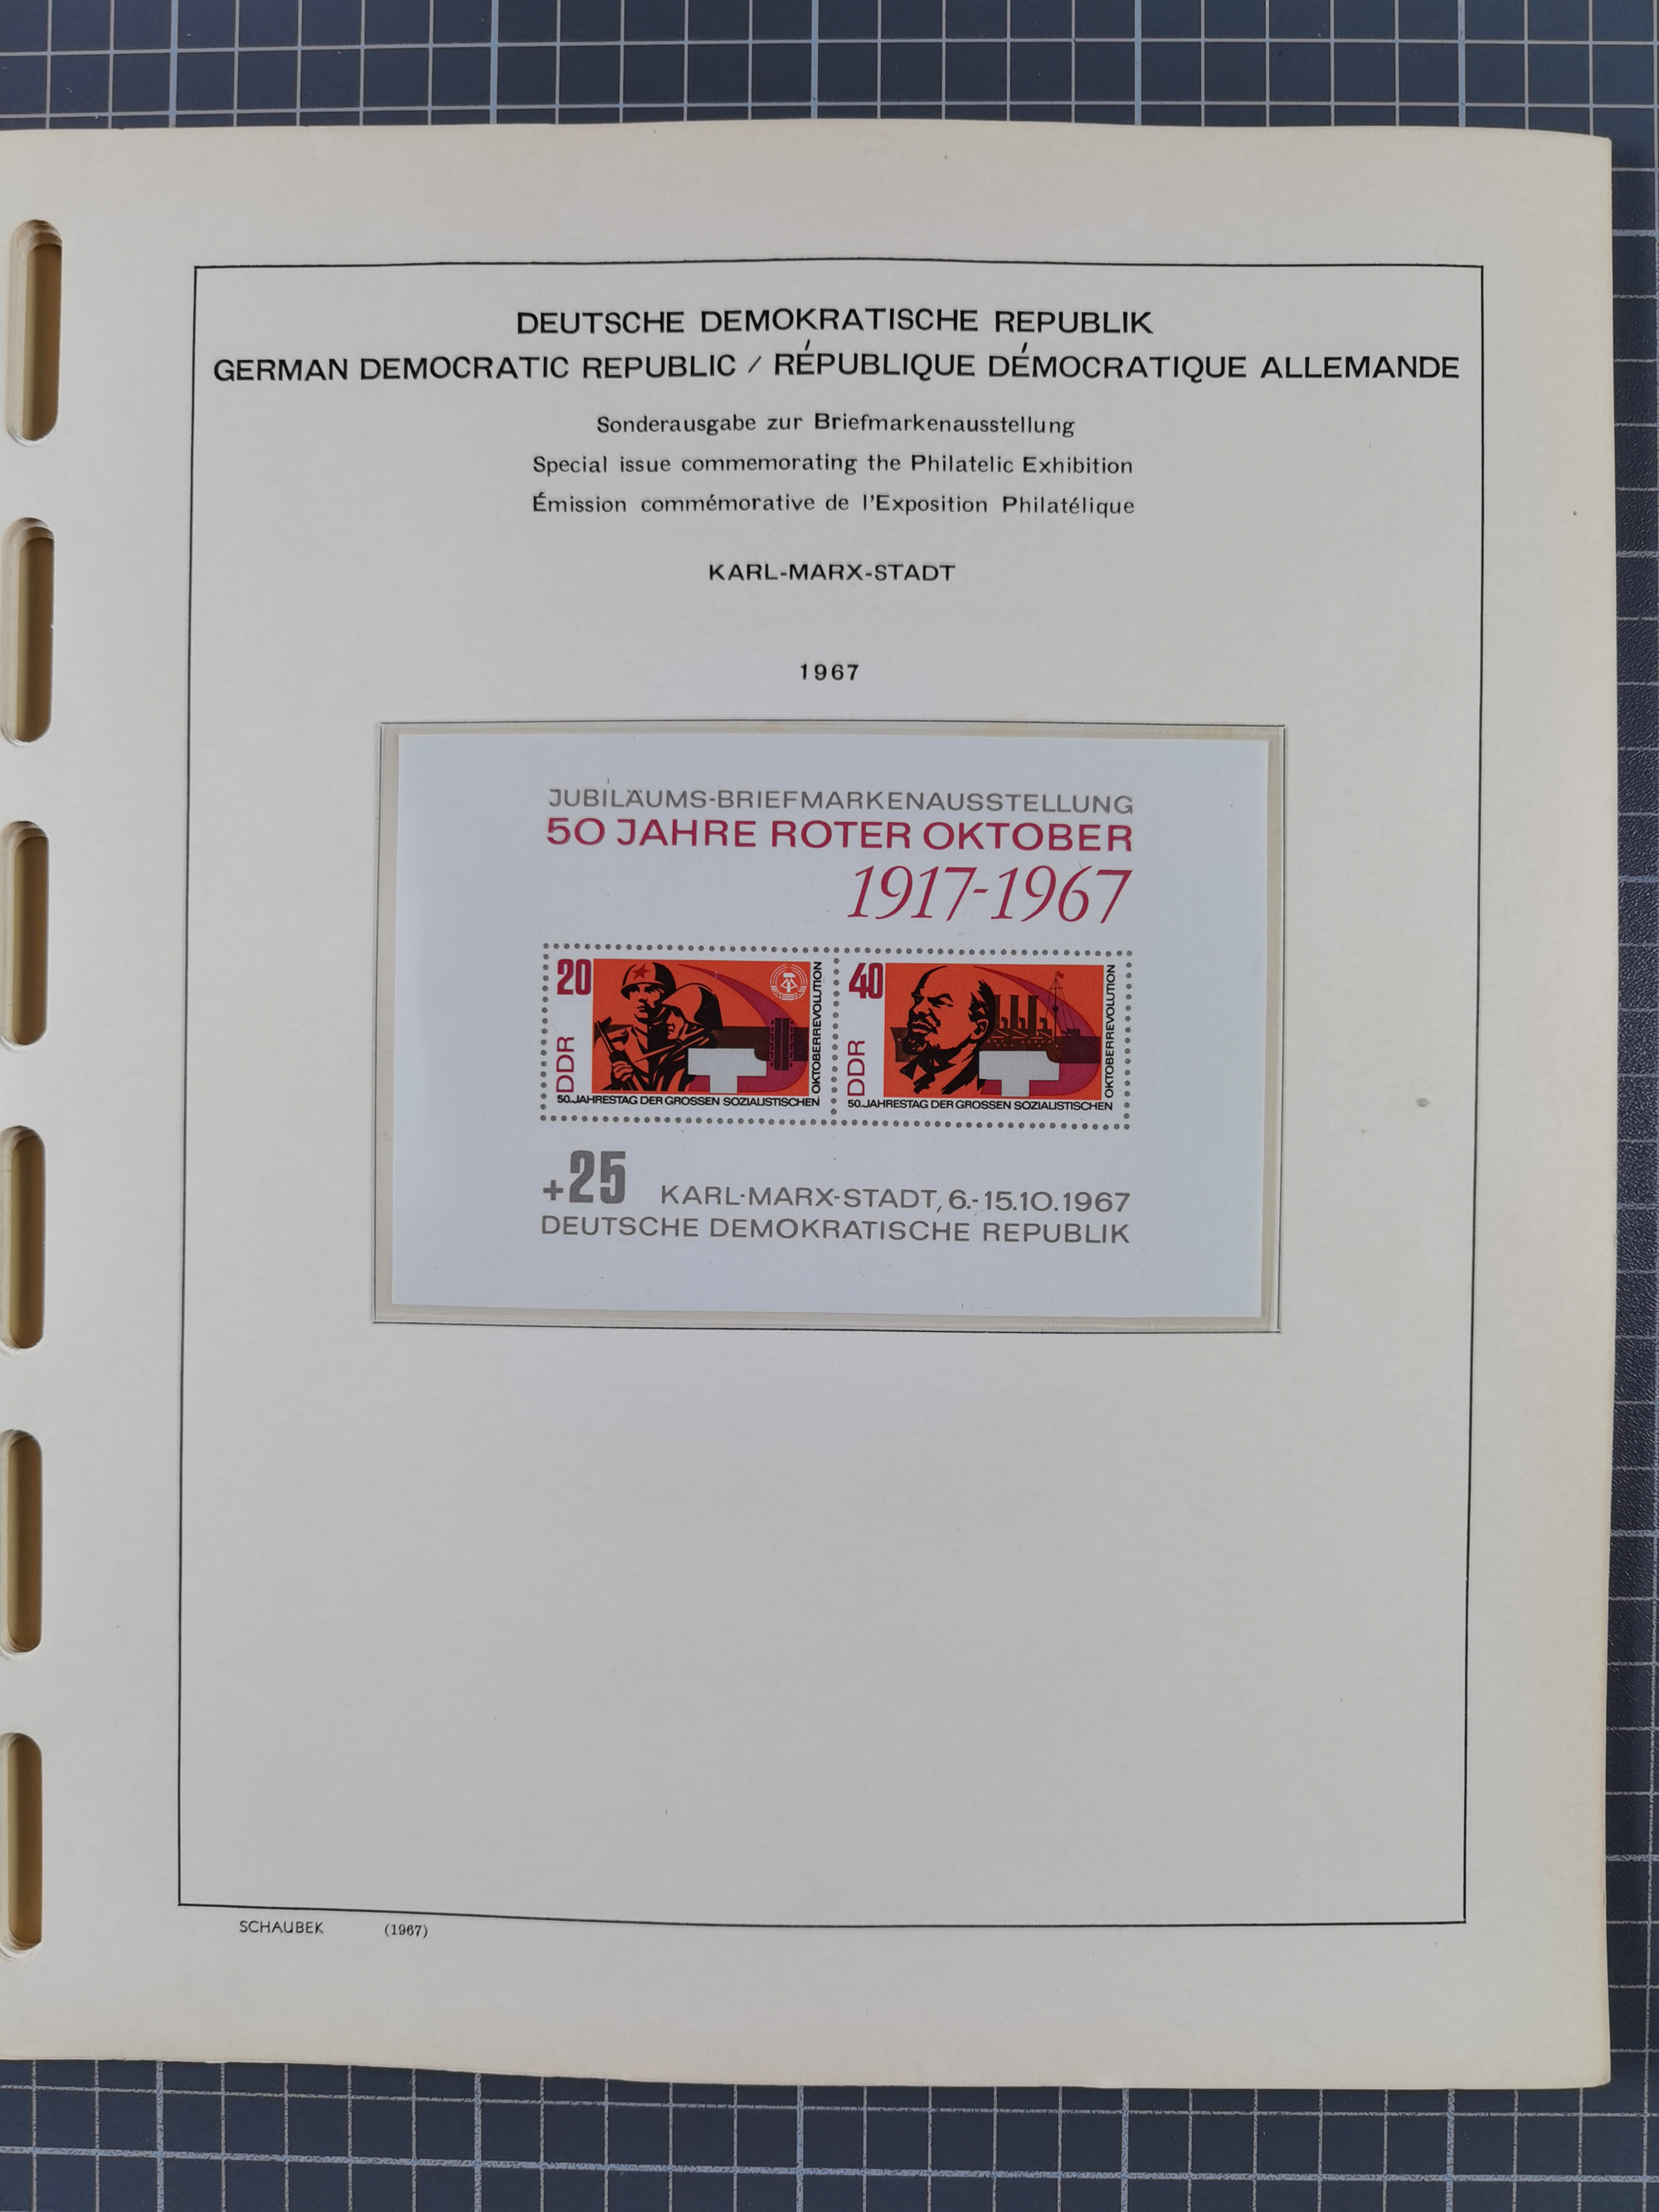 DEUTSCHE DEMOKRATISCHE REPUBLIK
GERMAN DEMOCRATIC REPUBLIC / RÉPUBLIQUE DÉMOCRATIQUE ALLEMANDE
Sonderausgabe zur Briefmarkenausstellung
Special issue commemorating the Philatelic Exhibition
Émission commémorative de l'Exposition Philatélique
KARL-MARX-STADT
1967
JUBILÄUMS-BRIEFMARKENAUSSTELLUNG
50 JAHRE ROTER OKTOBER
1917-1967
20
DDR
50.JAHRESTAG DER GROSSEN SOZIALISTISCHEN
OKTOBERREVOLUTION
40
DDR
50.JAHRESTAG DER GROSSEN SOZIALISTISCHEN
OKTOBERREVOLUTION
+25 KARL-MARX-STADT, 6.-15.10.1967
DEUTSCHE DEMOKRATISCHE REPUBLIK
SCHAUBEK (1967)